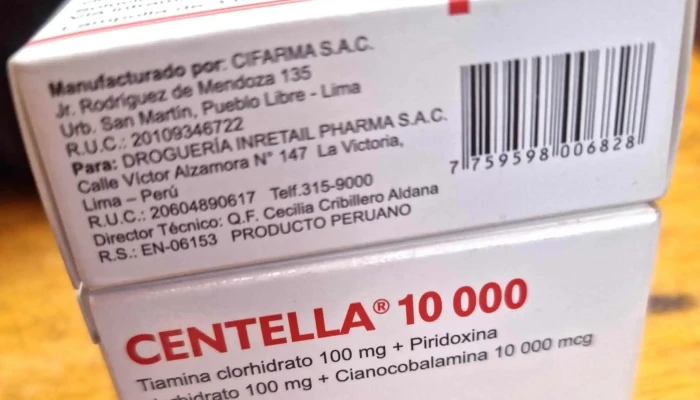 Manufacturado por: CIFARMA S.A.C.
Jr. Rodríguez de Mendoza 135
Urb. San Martín, Pueblo Libre - Lima
R.U.C.: 20109346722
Para: DROGUERÍA INRETAIL PHARMA S.A.C.
Calle Víctor Alzamora N° 147 La Victoria,
Lima – Perú
R.U.C.: 20604890617 Telf.315-9000
Director Técnico: Q.F. Cecilia Cribillero Aldana
R.S.: EN-06153 PRODUCTO PERUANO
7 759598 006828
CENTELLA® 10 000
Tiamina clorhidrato 100 mg + Piridoxina
clorhidrato 100 mg + Cianocobalamina 10 000 mcg